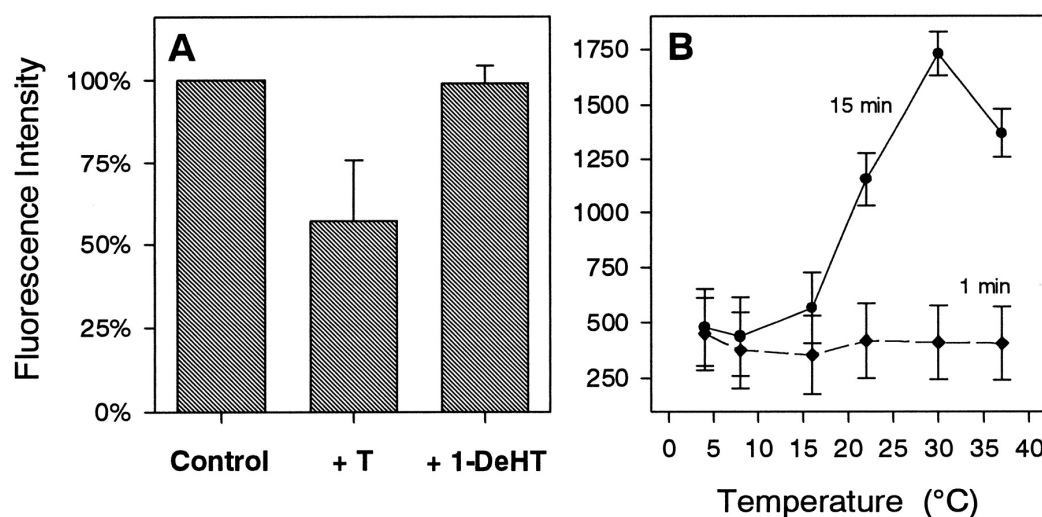 A
Fluorescence Intensity
100%
75%
50%
25%
0%
Control + T + 1-DeHT
B
1750
1500
1250
1000
750
500
250
15 min
1 min
0 5 10 15 20 25 30 35 40
Temperature (°C)